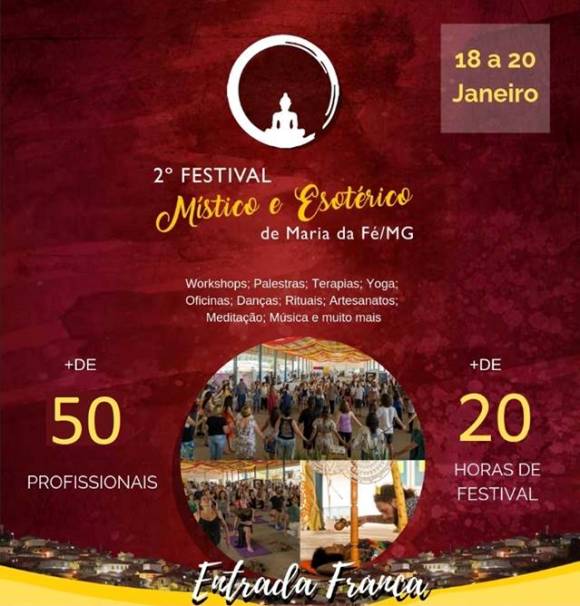 18 a 20
Janeiro
2º FESTIVAL
Místico e Esotérico
de Maria da Fé/MG
Workshops; Palestras; Terapias; Yoga;
Oficinas; Danças; Rituais; Artesanatos;
Meditação; Música e muito mais
+DE
50
PROFISSIONAIS
+DE
20
HORAS DE
FESTIVAL
Entrada Franca